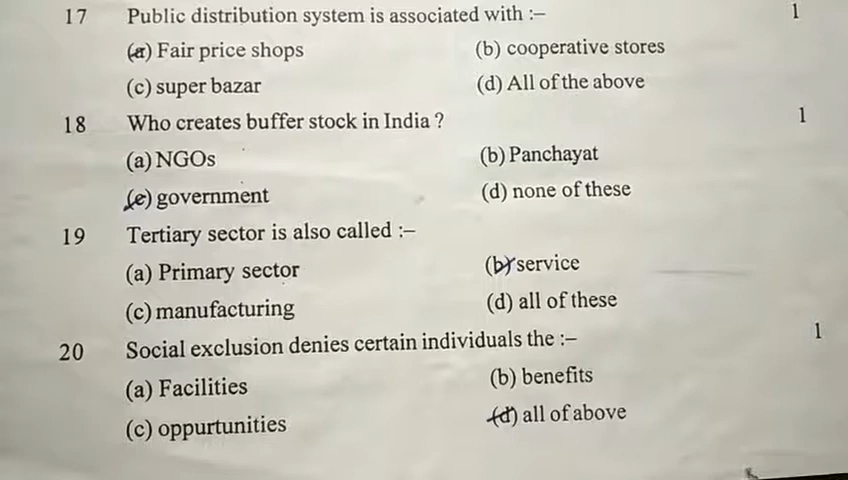 17 Public distribution system is associated with :– 1
(a) Fair price shops (b) cooperative stores
(c) super bazar (d) All of the above
18 Who creates buffer stock in India ? 1
(a) NGOs (b) Panchayat
(c) government (d) none of these
19 Tertiary sector is also called :–
(a) Primary sector (b) service
(c) manufacturing (d) all of these
20 Social exclusion denies certain individuals the :– 1
(a) Facilities (b) benefits
(c) oppurtunities (d) all of above